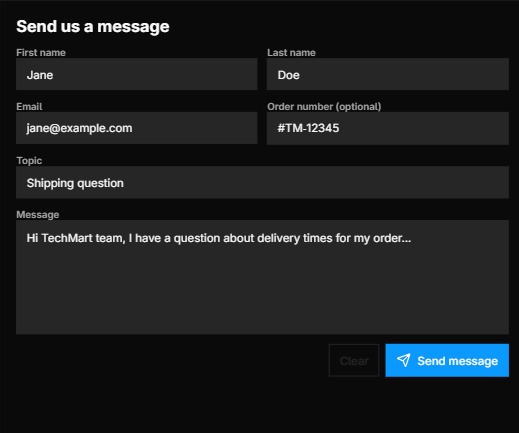 Send us a message
First name
Last name
Jane
Doe
Email
Order number (optional)
jane@example.com
#TM-12345
Topic
Shipping question
Message
Hi TechMart team, I have a question about delivery times for my order...
Clear
Send message